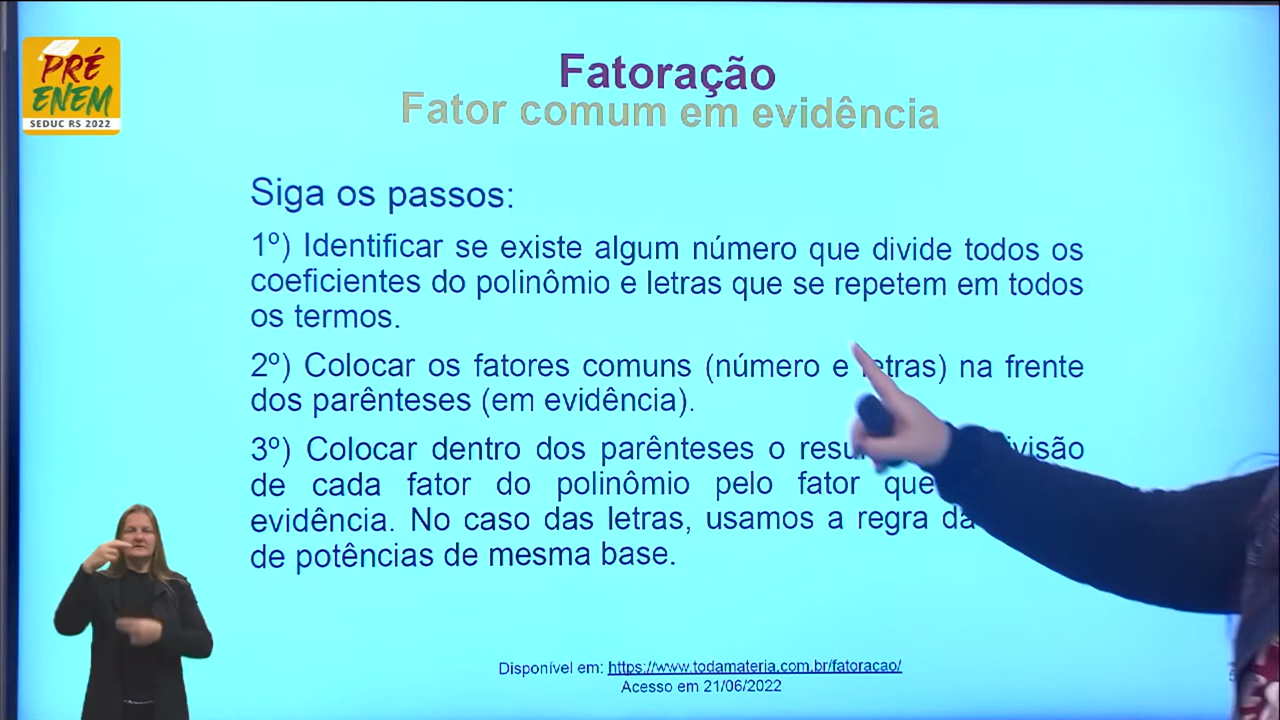 PRÉ
ENEM
SEDUC RS 2022
Fatoração
Fator comum em evidência
Siga os passos:
1º) Identificar se existe algum número que divide todos os
coeficientes do polinômio e letras que se repetem em todos
os termos.
2º) Colocar os fatores comuns (número e letras) na frente
dos parênteses (em evidência).
3º) Colocar dentro dos parênteses o
de cada fator do polinômio pelo fator que
evidência. No caso das letras, usamos a regra
de potências de mesma base.
Disponível em: https://www.todamateria.com.br/fatoracao/
Acesso em 21/06/2022